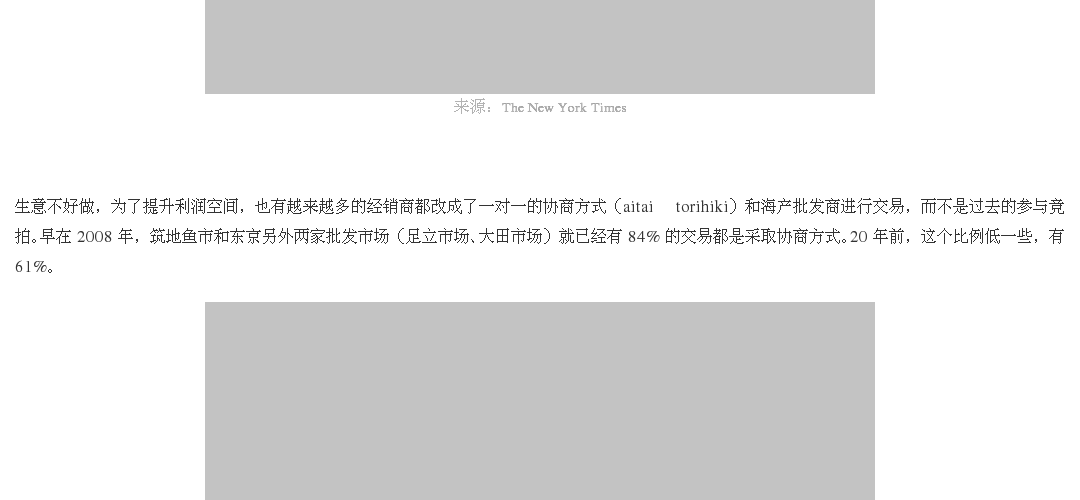 来源：The New York Times
生意不好做，为了提升利润空间，也有越来越多的经销商都改成了一对一的协商方式（aitai torihiki）和海产批发商进行交易，而不是过去的参与竞
拍。早在 2008 年，筑地鱼市和东京另外两家批发市场（足立市场、大田市场）就已经有 84% 的交易都是采取协商方式。20 年前，这个比例低一些，有
61%。